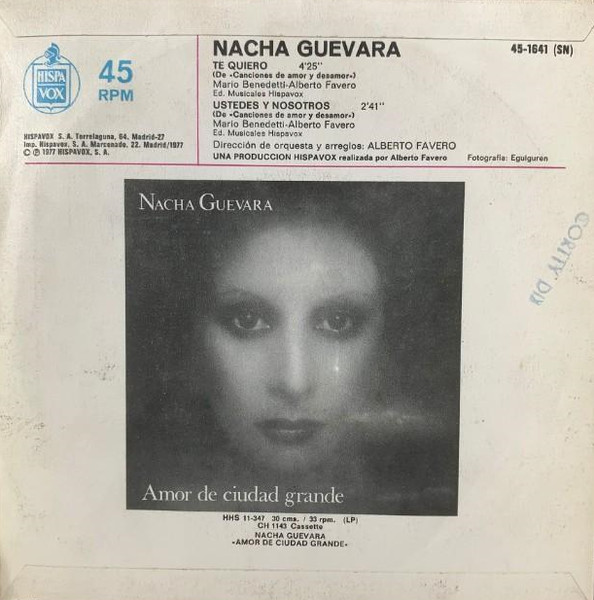 HISPA
VOX
45
RPM
HISPAVOX S. A. Torrelaguna, 64. Madrid-27
Imp. Hispavox, S. A. Marcenado, 22. Madrid/1977
© ℗ 1977 HISPAVOX, S. A.
NACHA GUEVARA 45-1641 (SN)
TE QUIERO 4'25"
(De «Canciones de amor y desamor»)
Mario Benedetti-Alberto Favero
Ed. Musicales Hispavox
USTEDES Y NOSOTROS 2'41"
(De «Canciones de amor y desamor»)
Mario Benedetti-Alberto Favero
Ed. Musicales Hispavox
Dirección de orquesta y arreglos: ALBERTO FAVERO
UNA PRODUCCION HISPAVOX realizada por Alberto Favero Fotografía: Eguiguren
NACHA GUEVARA
Amor de ciudad grande
HHS 11-347 30 cms. / 33 rpm. (LP)
CH 1143 Cassette
NACHA GUEVARA
«AMOR DE CIUDAD GRANDE»